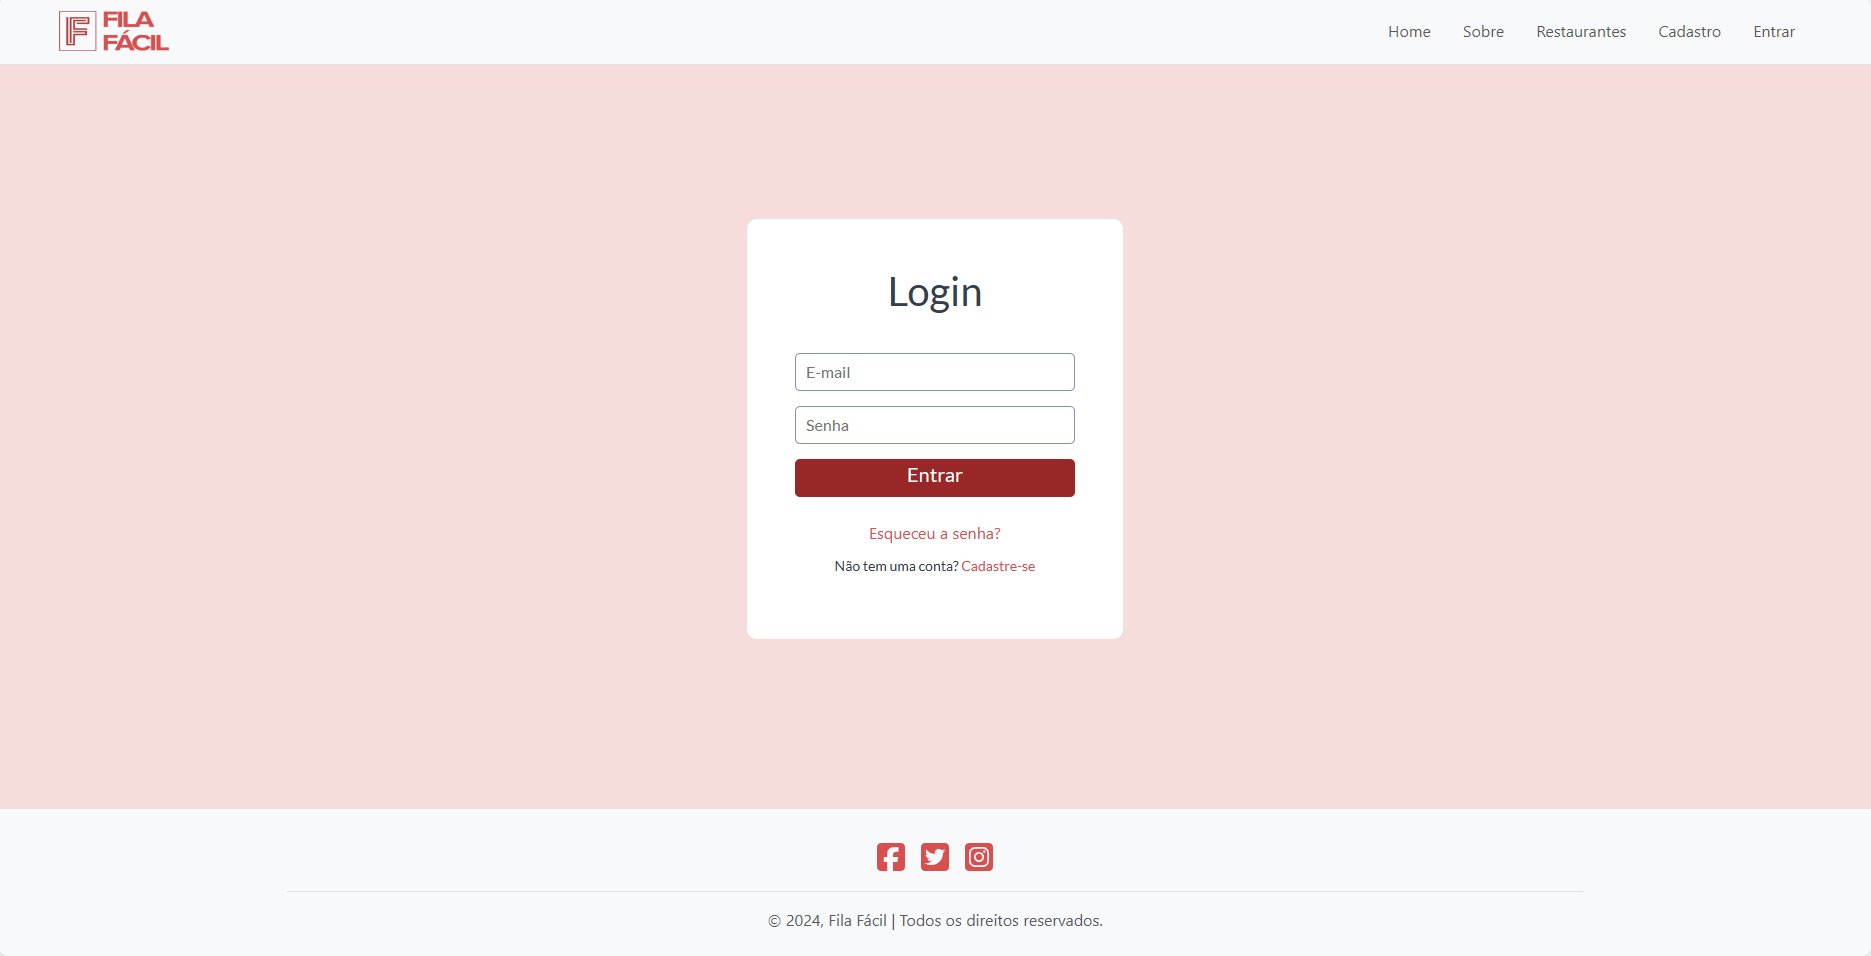 FILA
FÁCIL
Home Sobre Restaurantes Cadastro Entrar
Login
E-mail
Senha
Entrar
Esqueceu a senha?
Não tem uma conta? Cadastre-se
© 2024, Fila Fácil | Todos os direitos reservados.